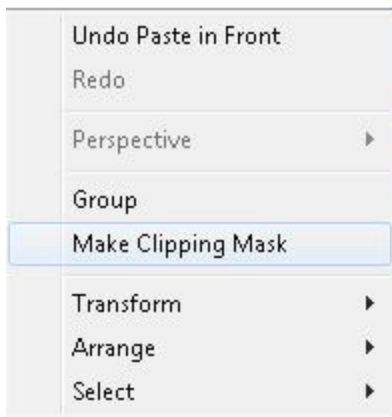 Undo Paste in Front
Redo
Perspective
Group
Make Clipping Mask
Transform
Arrange
Select